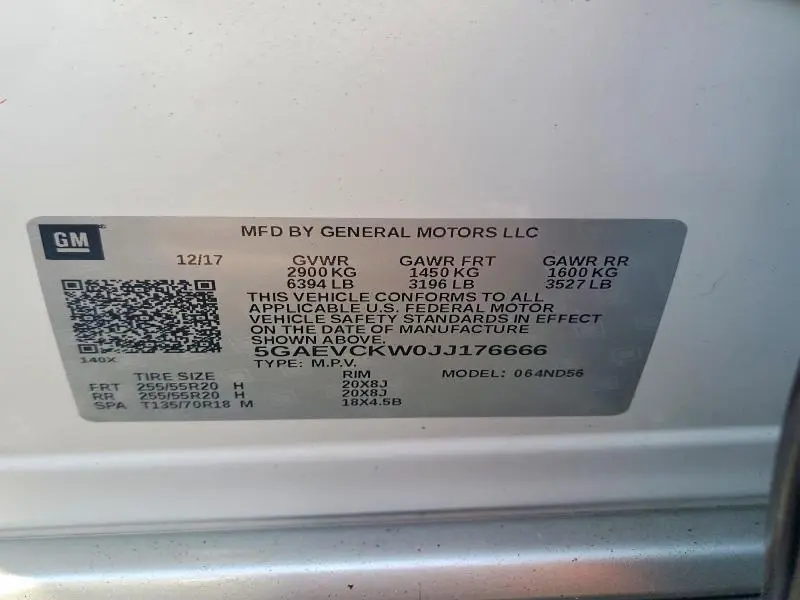 GM
MFD BY GENERAL MOTORS LLC
12/17 GVWR GAWR FRT GAWR RR
2900 KG 1450 KG 1600 KG
6394 LB 3196 LB 3527 LB
THIS VEHICLE CONFORMS TO ALL
APPLICABLE U.S. FEDERAL MOTOR
VEHICLE SAFETY STANDARDS IN EFFECT
ON THE DATE OF MANUFACTURE
SHOWN ABOVE.
5GAEVCKW0JJ176666
140X
TYPE: M.P.V.
TIRE SIZE RIM MODEL: 064ND56
FRT 255/55R20 H 20X8J
RR 255/55R20 H 20X8J
SPA T135/70R18 M 18X4.5B